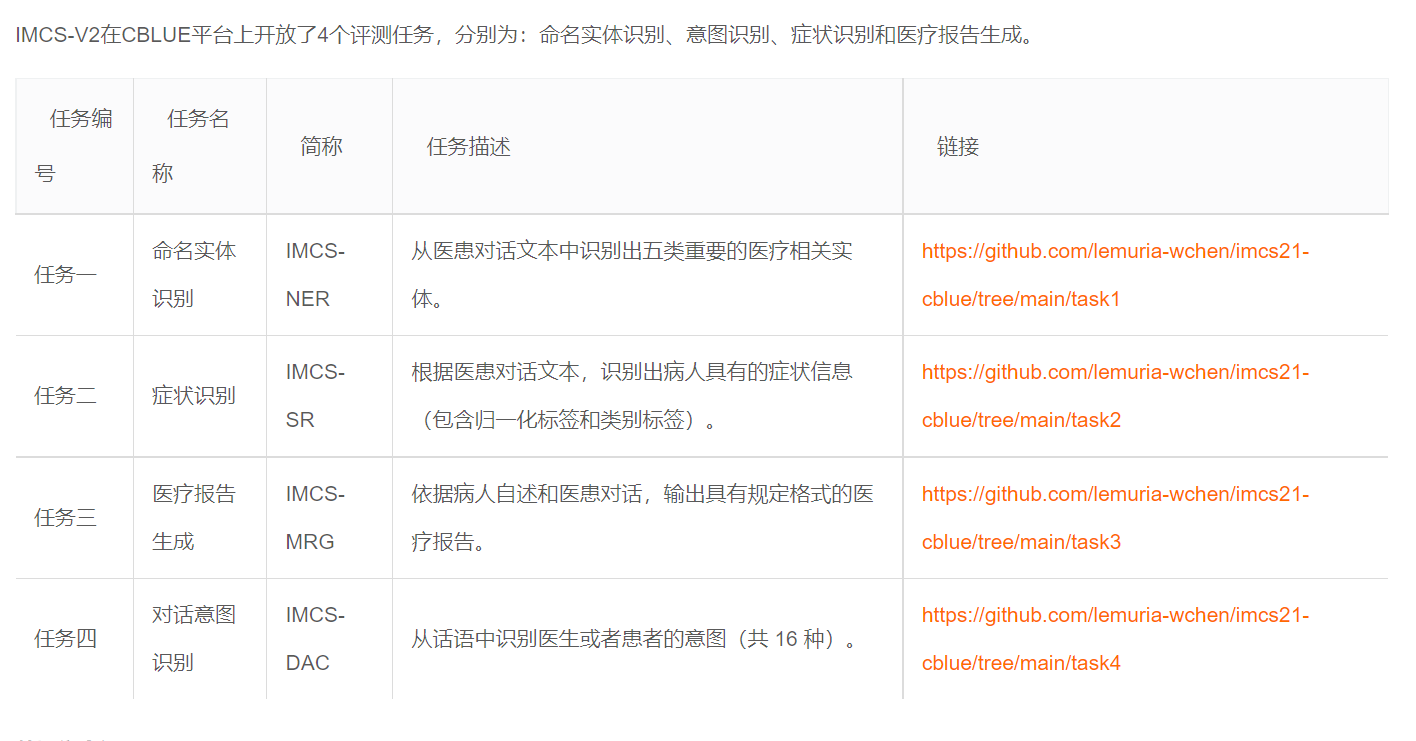 IMCS-V2在CBLUE平台上开放了4个评测任务，分别为：命名实体识别、意图识别、症状识别和医疗报告生成。
任务编
号
任务名
称
简称
任务描述
链接
任务一
命名实体
识别
IMCS-
NER
从医患对话文本中识别出五类重要的医疗相关实
体。
https://github.com/lemuria-wchen/imcs21-
cblue/tree/main/task1
任务二
症状识别
IMCS-
SR
根据医患对话文本，识别出病人具有的症状信息
（包含归一化标签和类别标签）。
https://github.com/lemuria-wchen/imcs21-
cblue/tree/main/task2
任务三
医疗报告
生成
IMCS-
MRG
依据病人自述和医患对话，输出具有规定格式的医
疗报告。
https://github.com/lemuria-wchen/imcs21-
cblue/tree/main/task3
任务四
对话意图
识别
IMCS-
DAC
从话语中识别医生或者患者的意图（共 16 种）。
https://github.com/lemuria-wchen/imcs21-
cblue/tree/main/task4